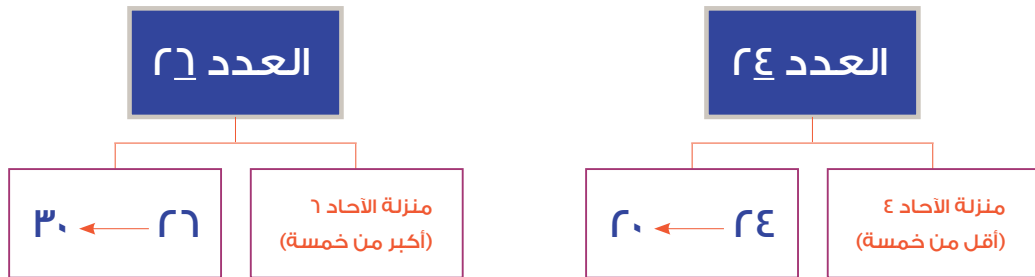 العدد ٢٤
منزلة الآحاد ٤
(أقل من خمسة)
٢٤ ← ٢٠
العدد ٢٦
منزلة الآحاد ٦
(أكبر من خمسة)
٢٦ ← ٣٠